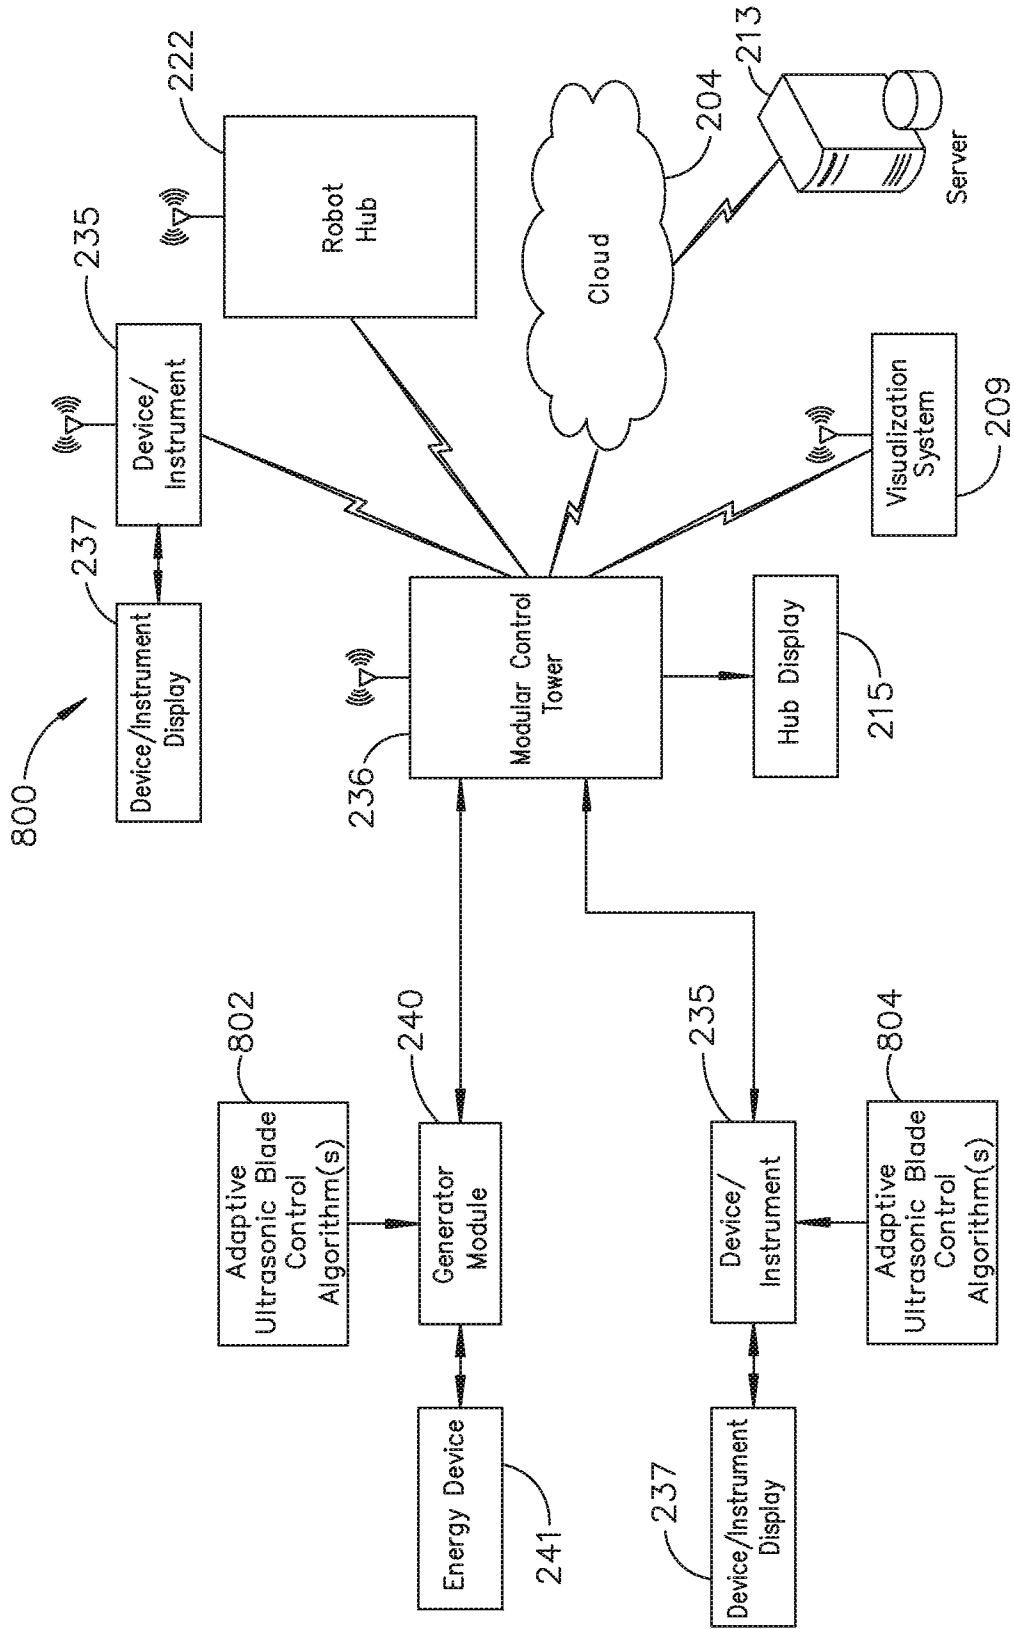 800
237
Device/Instrument
Display
235
Device/
Instrument
222
Robot
Hub
802
Adaptive
Ultrasonic Blade
Control
Algorithm(s)
240
Generator
Module
Energy Device
241
236
Modular Control
Tower
Cloud
204
213
Server
237
Device/Instrument
Display
235
Device/
Instrument
804
Adaptive
Ultrasonic Blade
Control
Algorithm(s)
Hub Display
215
Visualization
System
209